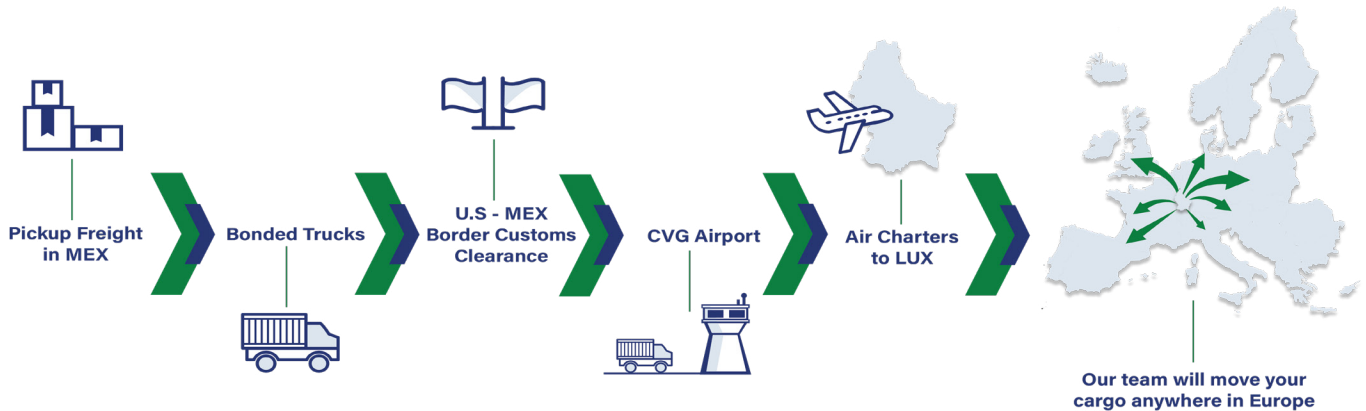 Pickup Freight
in MEX
Bonded Trucks
U.S - MEX
Border Customs
Clearance
CVG Airport
Air Charters
to LUX
Our team will move your
cargo anywhere in Europe